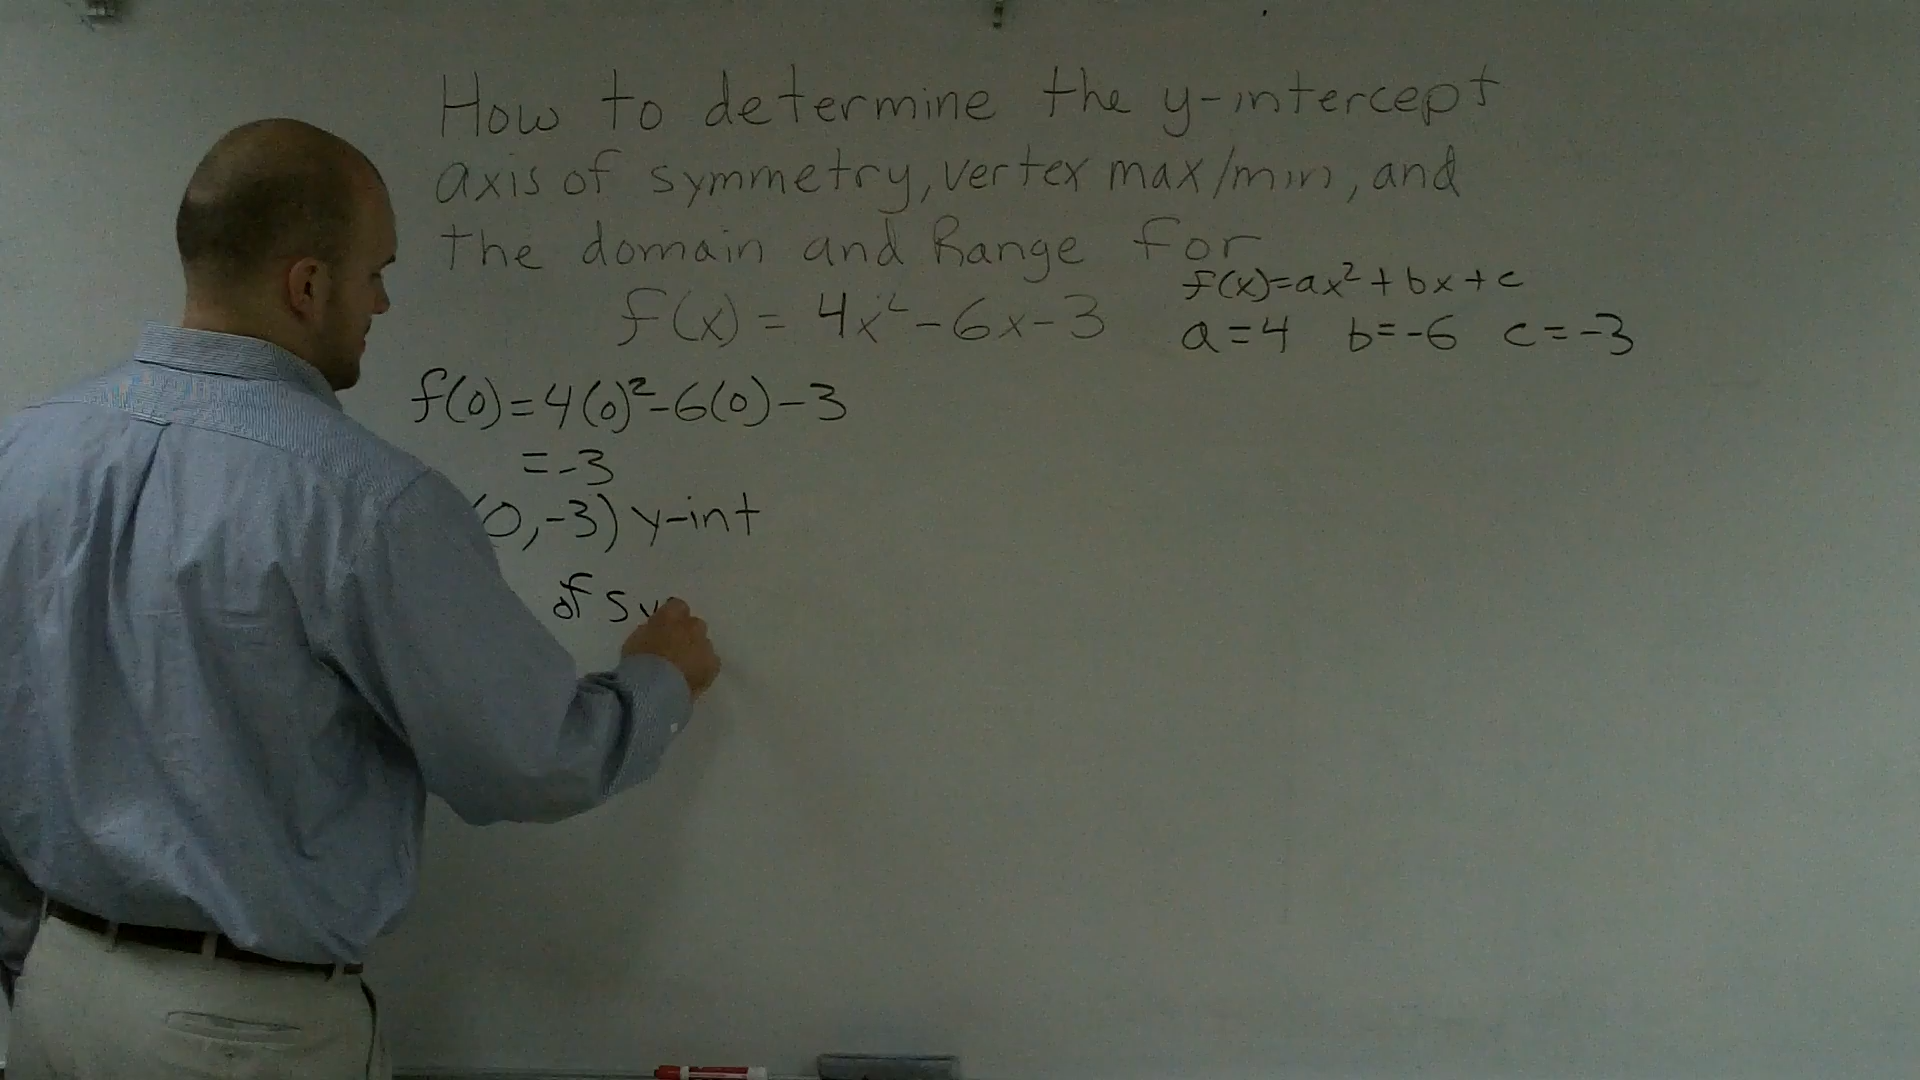 How to determine the y-intercept
axis of symmetry, vertex max/min, and
the domain and Range for
f(x)=ax²+bx+c
f(x) = 4x²-6x-3
a=4 b=-6 c=-3
f(0)=4(0)²-6(0)-3
=-3
(0,-3) y-int
of sy